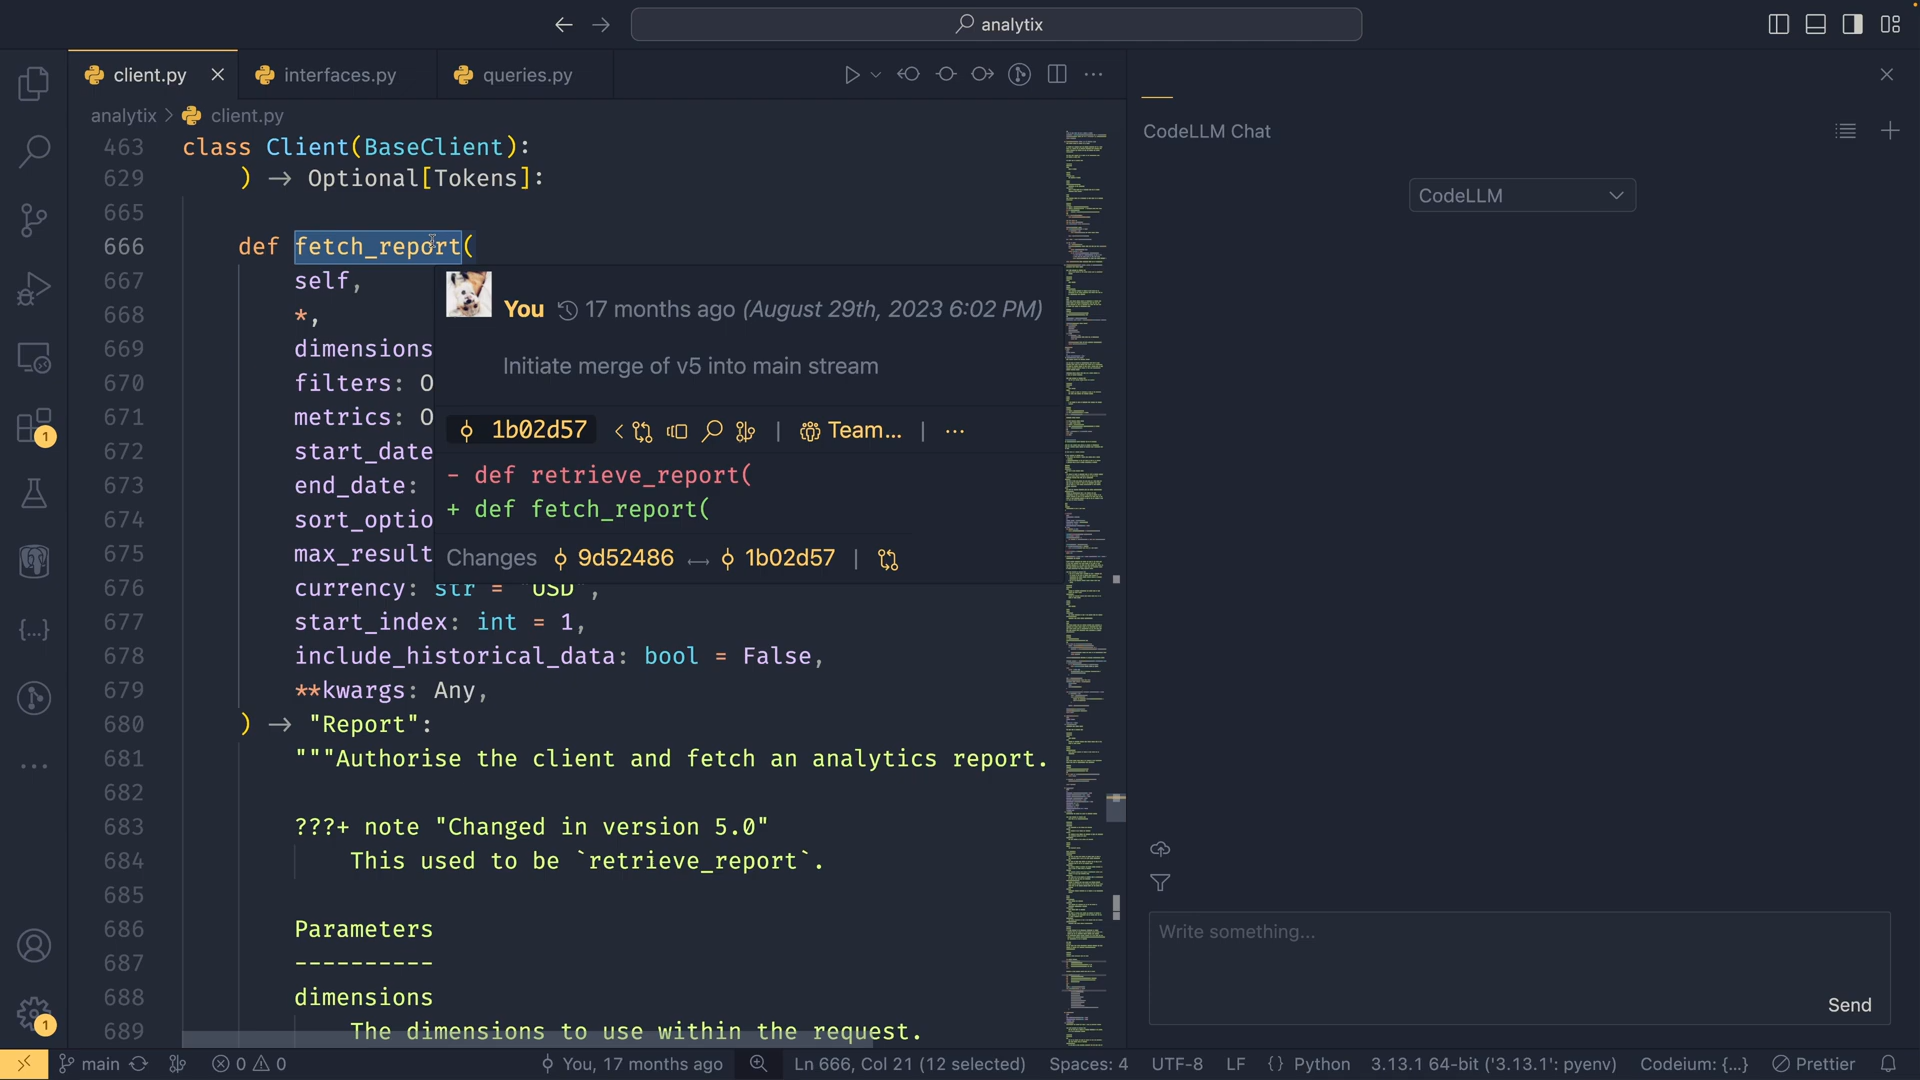 analytix
client.py
interfaces.py
queries.py
analytix > client.py
463 class Client(BaseClient):
629 ) → Optional[Tokens]:
665
666 def fetch_report(
667 self,
668 *,
669 dimensions
670 filters: O
671 metrics: O
672 start_date
673 end_date:
674 sort_optio
675 max_result
676 currency: str = "USD",
677 start_index: int = 1,
678 include_historical_data: bool = False,
679 **kwargs: Any,
680 ) → "Report":
681 """Authorise the client and fetch an analytics report.
682
683 ???+ note "Changed in version 5.0"
684 This used to be `retrieve_report`.
685
686 Parameters
687 ----------
688 dimensions
689 The dimensions to use within the request.
You 17 months ago (August 29th, 2023 6:02 PM)
Initiate merge of v5 into main stream
1b02d57 | Team... | ...
- def retrieve_report(
+ def fetch_report(
Changes 9d52486 ↔ 1b02d57 |
CodeLLM Chat
CodeLLM
Write something...
Send
1
1
main 0 0 You, 17 months ago Ln 666, Col 21 (12 selected) Spaces: 4 UTF-8 LF {} Python 3.13.1 64-bit ('3.13.1': pyenv) Codeium: {...} Prettier